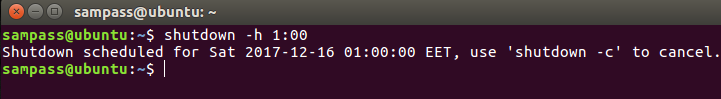 sampass@ubuntu: ~
sampass@ubuntu:~$ shutdown -h 1:00
Shutdown scheduled for Sat 2017-12-16 01:00:00 EET, use 'shutdown -c' to cancel.
sampass@ubuntu:~$